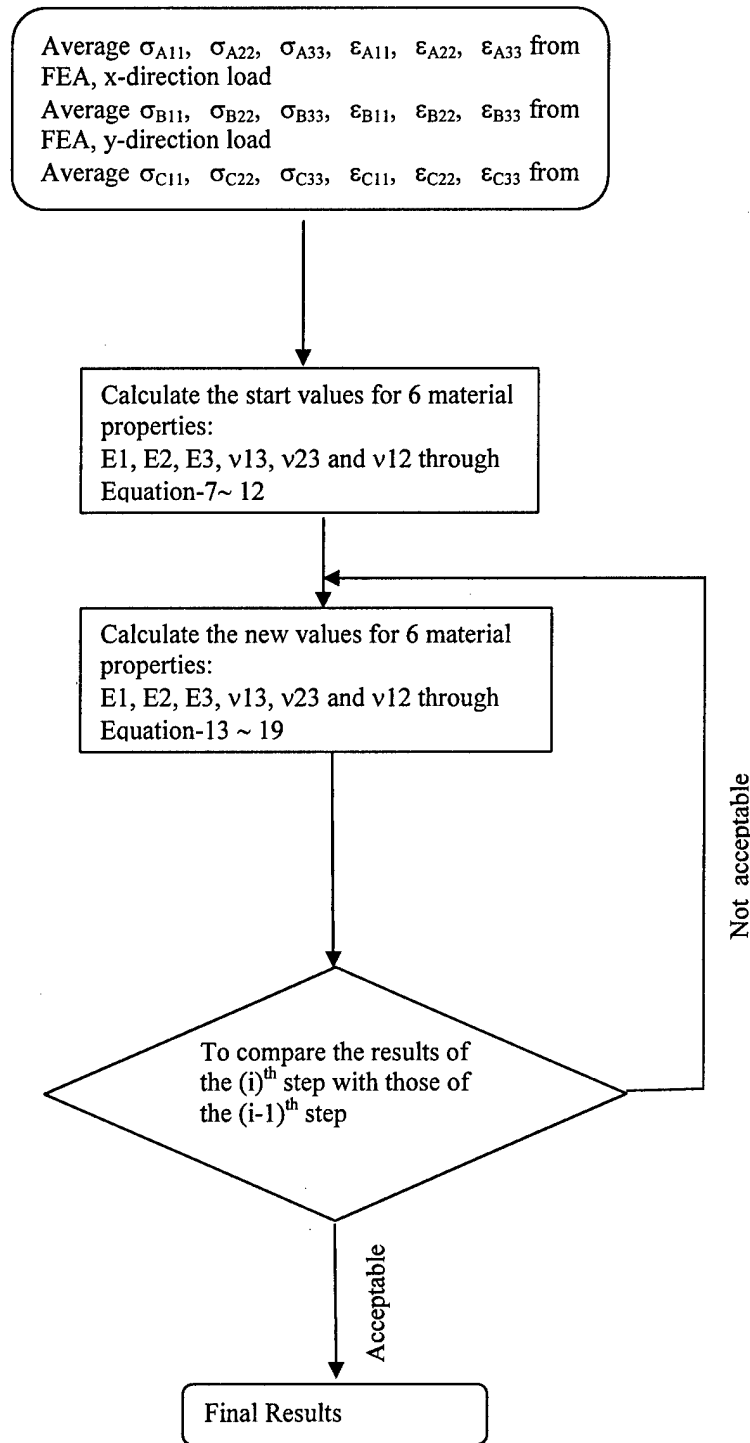 Average σA11, σA22, σA33, εA11, εA22, εA33 from
FEA, x-direction load
Average σB11, σB22, σB33, εB11, εB22, εB33 from
FEA, y-direction load
Average σC11, σC22, σC33, εC11, εC22, εC33 from
Calculate the start values for 6 material
properties:
E1, E2, E3, ν13, ν23 and ν12 through
Equation-7~ 12
Calculate the new values for 6 material
properties:
E1, E2, E3, ν13, ν23 and ν12 through
Equation-13 ~ 19
Not acceptable
To compare the results of
the (i)th step with those of
the (i-1)th step
Acceptable
Final Results